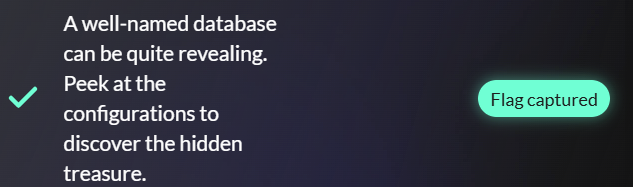 A well-named database
can be quite revealing.
Peek at the
configurations to
discover the hidden
treasure.
Flag captured